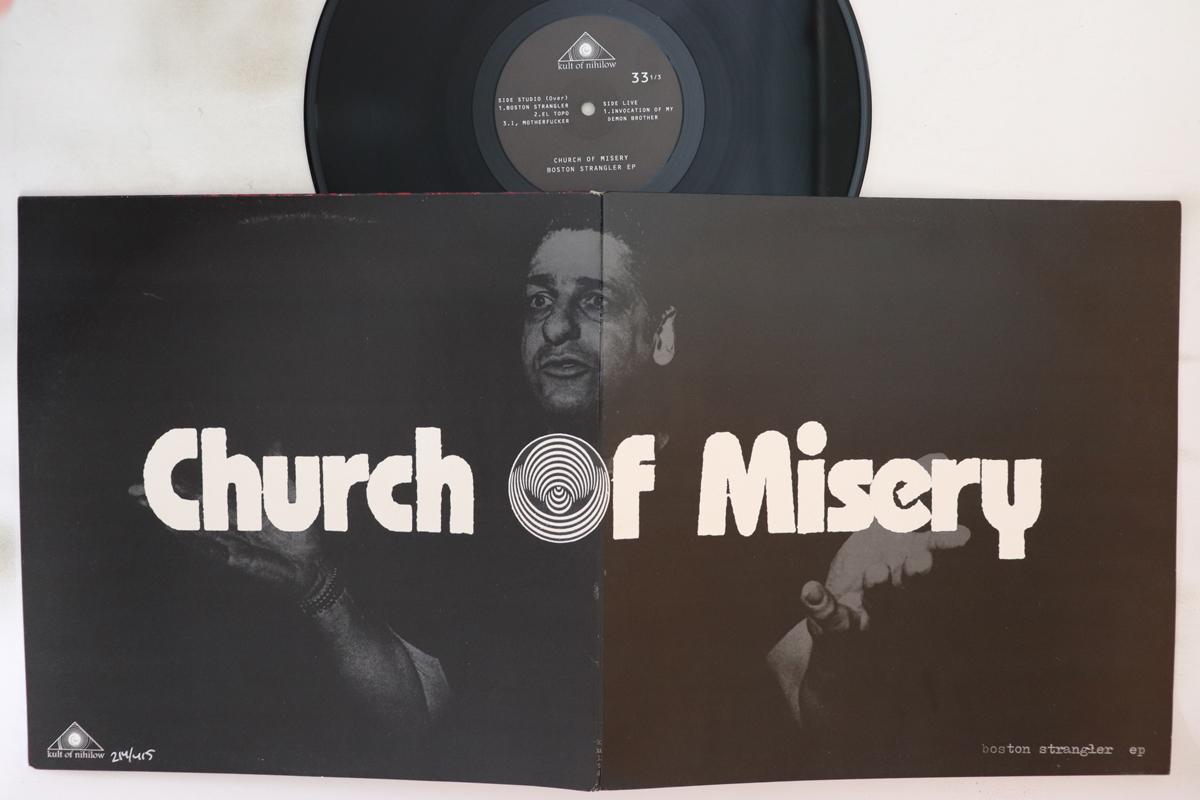 kult of nihilow
33 1/3
SIDE STUDIO (Over)
1.BOSTON STRANGLER
2.EL TOPO
3.I, MOTHERFUCKER
SIDE LIVE
1.INVOCATION OF MY
DEMON BROTHER
CHURCH OF MISERY
BOSTON STRANGLER EP
Church Of Misery
kult of nihilow
214/415
boston strangler ep